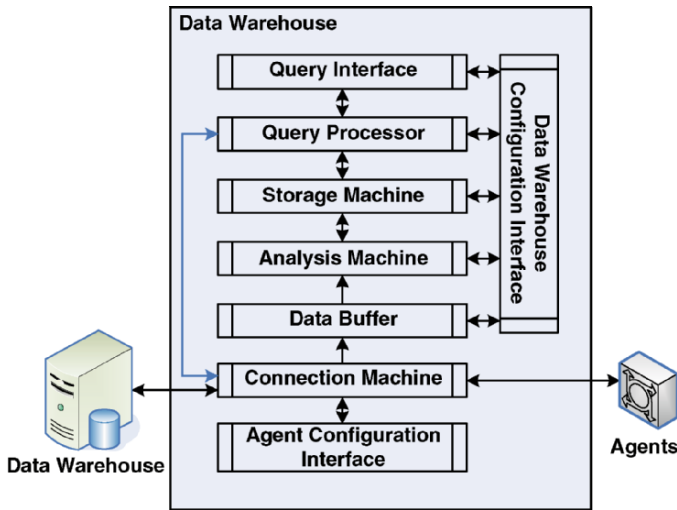 Data Warehouse
Query Interface
Query Processor
Storage Machine
Analysis Machine
Data Buffer
Connection Machine
Agent Configuration
Interface
Data Warehouse
Configuration Interface
Data Warehouse
Agents